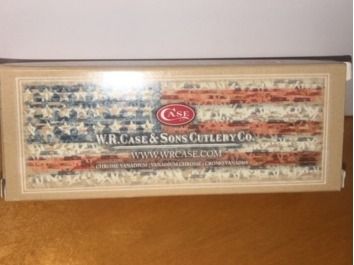 CASE
W.R. CASE & SONS CUTLERY CO.
WWW.WRCASE.COM
CHROME VANADIUM | VANADIUM CHROME • CROMO VANADIO